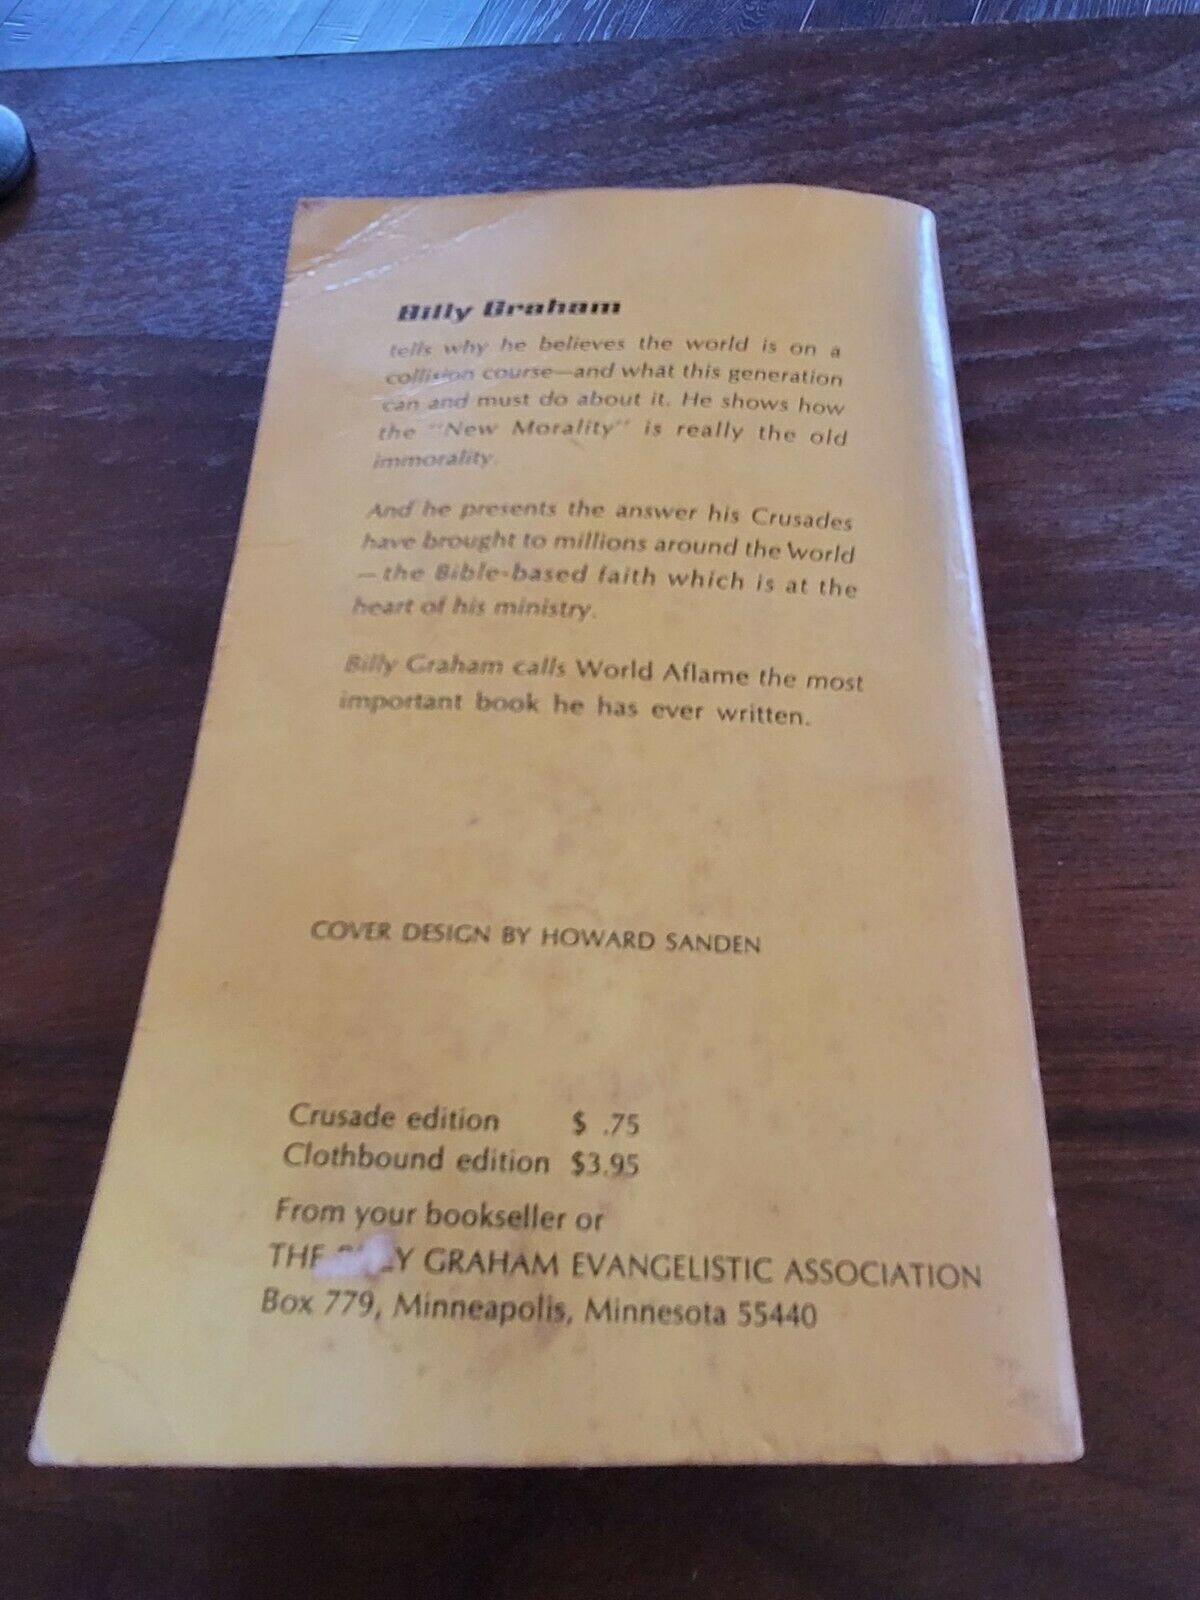 Billy Graham
tells why he believes the world is on a
collision course—and what this generation
can and must do about it. He shows how
the "New Morality" is really the old
immorality.
And he presents the answer his Crusades
have brought to millions around the World
—the Bible-based faith which is at the
heart of his ministry.
Billy Graham calls World Aflame the most
important book he has ever written.
COVER DESIGN BY HOWARD SANDEN
Crusade edition $ .75
Clothbound edition $3.95
From your bookseller or
THE GRAHAM EVANGELISTIC ASSOCIATION
Box 779, Minneapolis, Minnesota 55440